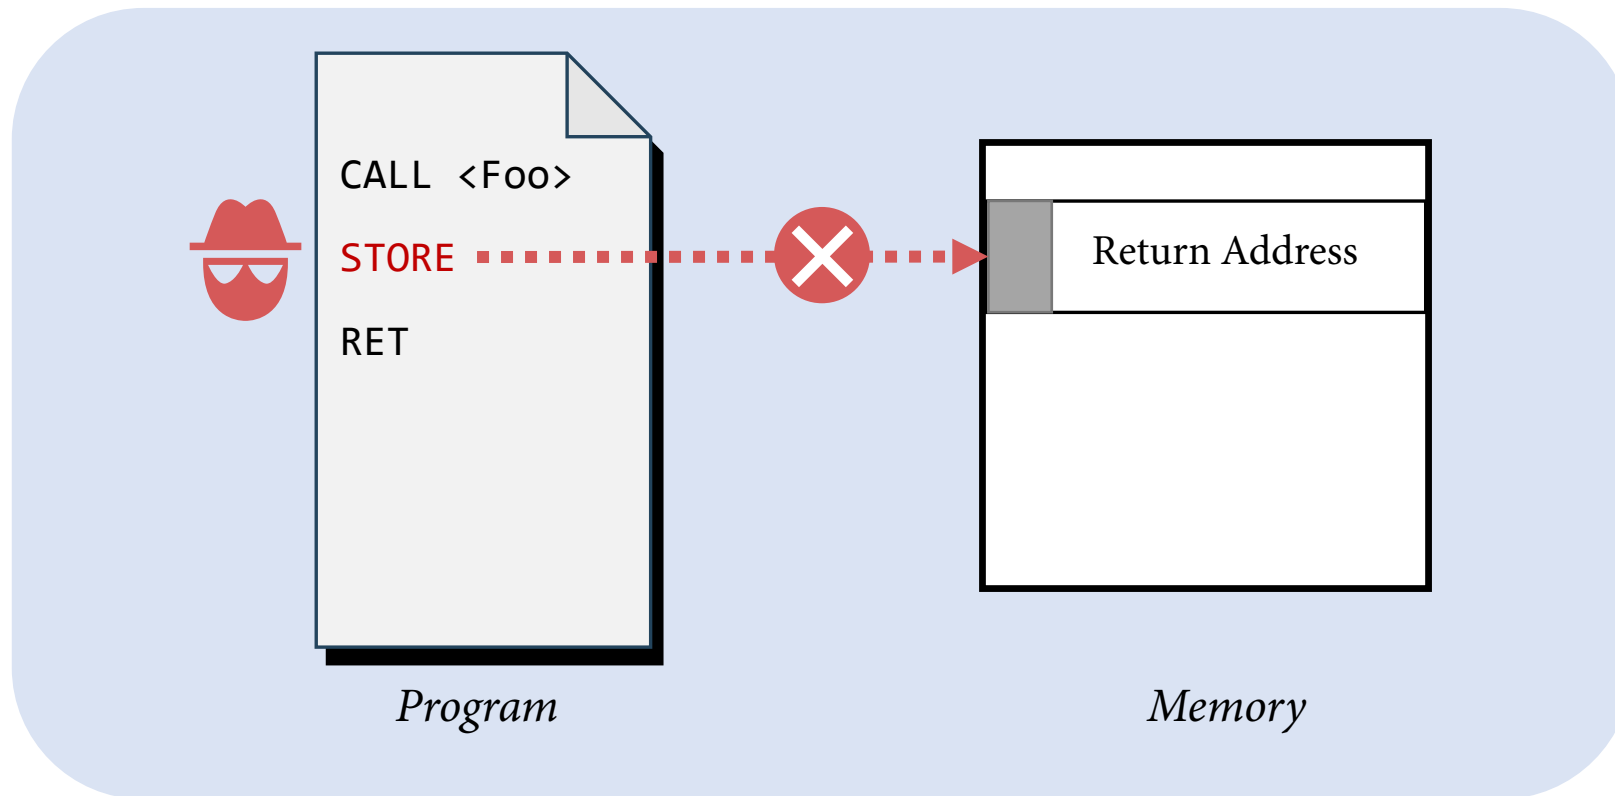 CALL <Foo>
STORE
RET
Return Address
Program
Memory